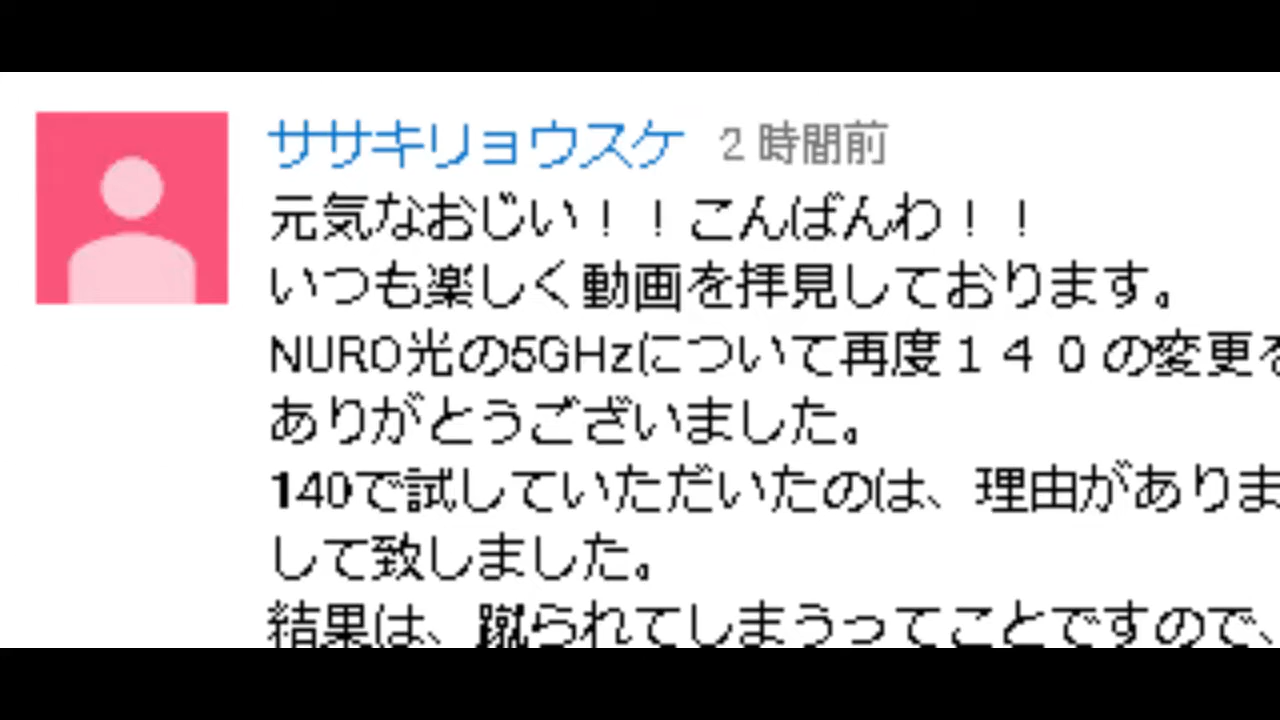 ササキリョウスケ 2 時間前
元気なおじい！！こんばんわ！！
いつも楽しく動画を拝見しております。
NURO光の5GHzについて再度１４０の変更を
ありがとうございました。
140で試していただいたのは、理由がありま
して致しました。
結果は、蹴られてしまうってことですので、